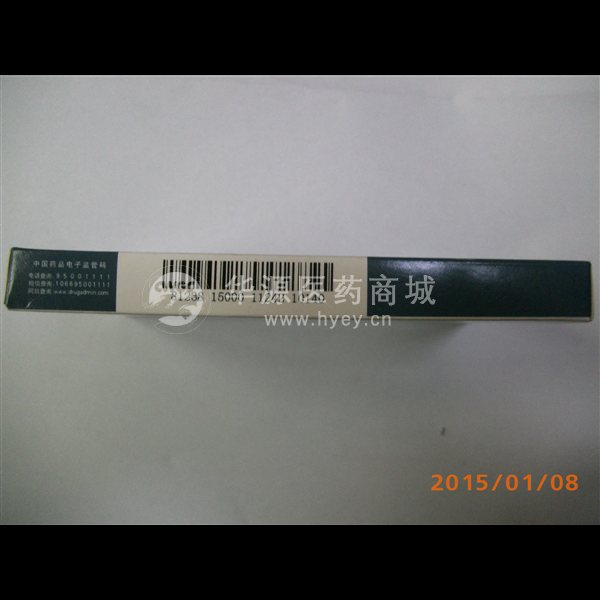 中国药品电子监管码
电话查询:95001111
短信查询:106695001111
网站查询:www.drugadmin.com
15000
华源医药商城
www.hyey.cn
2015/01/08